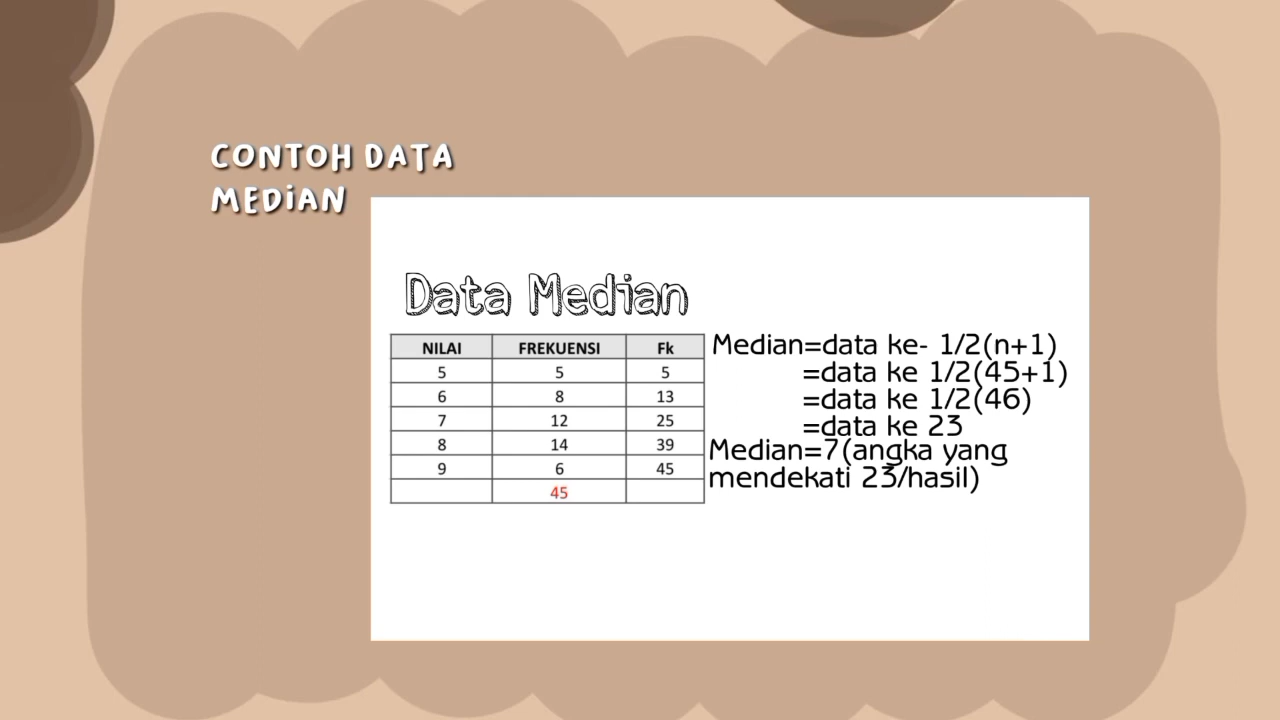 CONTOH DATA
MEDIAN
Data Median
NILAI FREKUENSI Fk
5 5 5
6 8 13
7 12 25
8 14 39
9 6 45
45
Median=data ke- 1/2(n+1)
=data ke 1/2(45+1)
=data ke 1/2(46)
=data ke 23
Median=7(angka yang
mendekati 23/hasil)